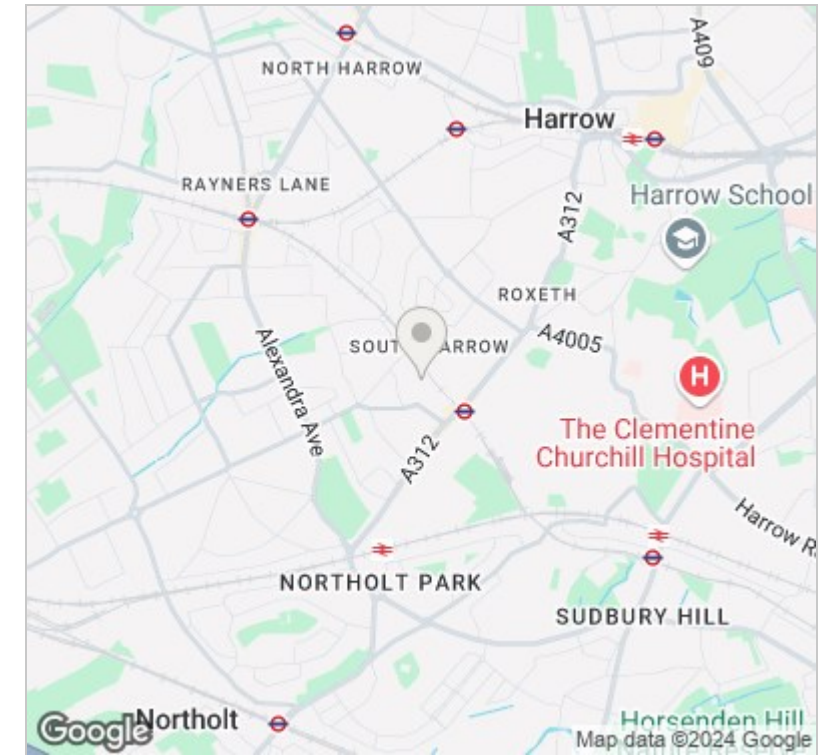 A409
NORTH HARROW
Harrow
RAYNERS LANE
Harrow School
A312
ROXETH
SOUT ARROW
A4005
Alexandra Ave
H
The Clementine
Churchill Hospital
A312
Harrow R
NORTHOLT PARK
SUDBURY HILL
Northolt
Horsenden Hill
Google
Map data ©2024 Google